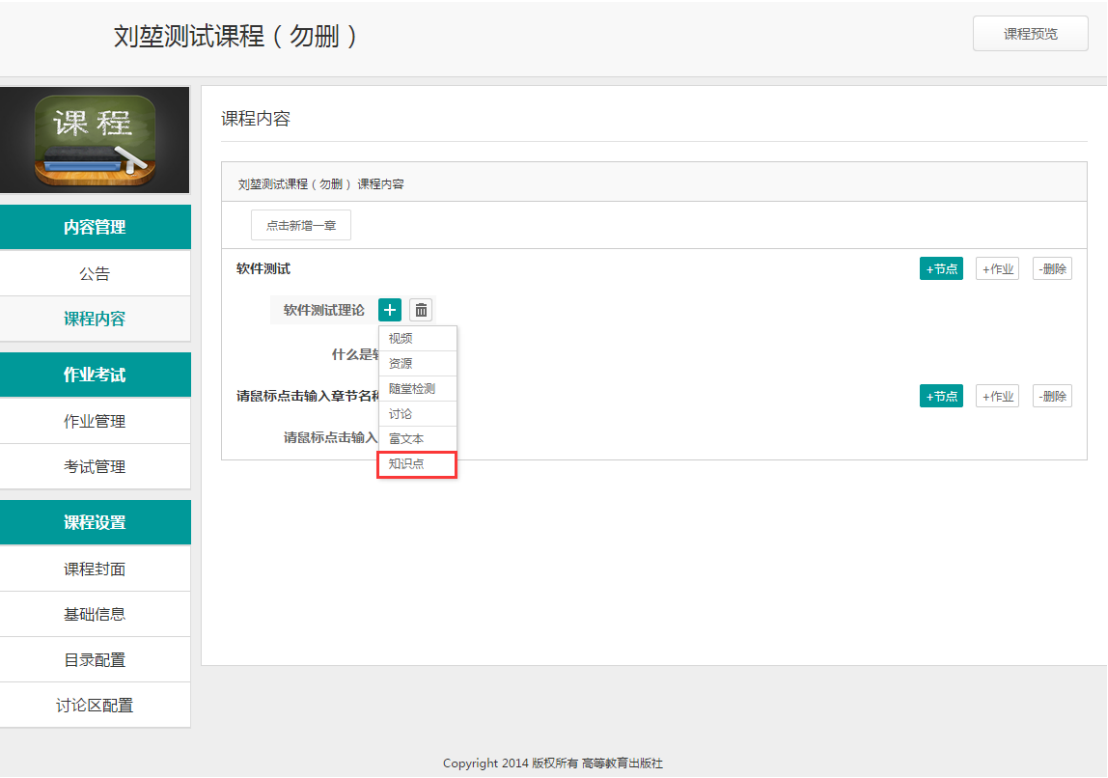 刘堃测试课程（勿删）
课程预览
课程
内容管理
公告
课程内容
作业考试
作业管理
考试管理
课程设置
课程封面
基础信息
目录配置
讨论区配置
课程内容
刘堃测试课程（勿删） 课程内容
点击新增一章
软件测试
+节点 +作业 -删除
软件测试理论
视频
什么是
资源
随堂检测
请鼠标点击输入章节名
+节点 +作业 -删除
讨论
请鼠标点击输入
富文本
知识点
Copyright 2014 版权所有 高等教育出版社